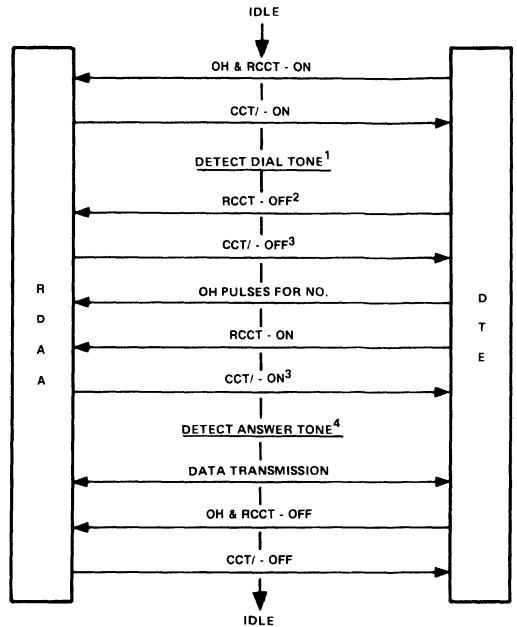 IDLE
OH & RCCT - ON
CCT/ - ON
DETECT DIAL TONE1
RCCT - OFF2
CCT/ - OFF3
OH PULSES FOR NO.
RCCT - ON
CCT/ - ON3
DETECT ANSWER TONE4
DATA TRANSMISSION
OH & RCCT - OFF
CCT/ - OFF
IDLE
R
D
A
A
D
T
E